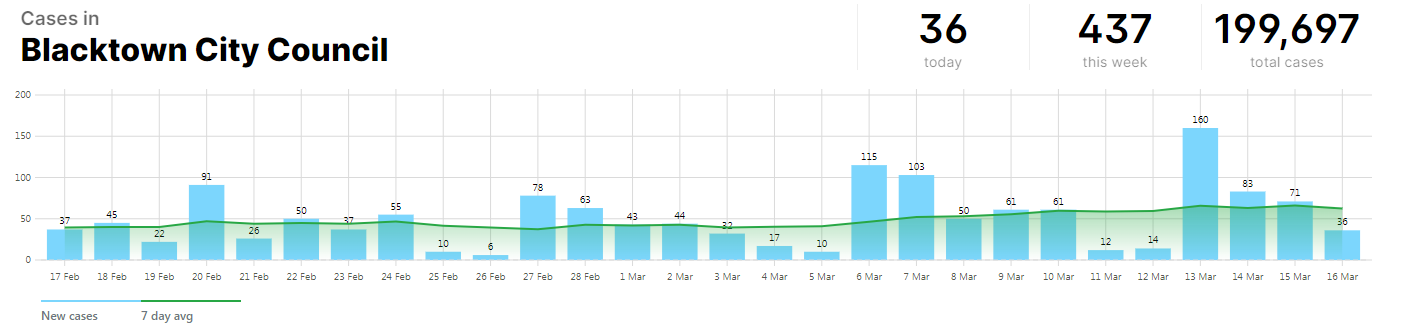 Cases in
Blacktown City Council
36 437 199,697
today this week total cases
200
150
100
50
0
37 45 22 91 26 50 37 55 10 6 78 63 43 44 32 17 10 115 103 50 61 61 12 14 160 83 71 36
17 Feb 18 Feb 19 Feb 20 Feb 21 Feb 22 Feb 23 Feb 24 Feb 25 Feb 26 Feb 27 Feb 28 Feb 1 Mar 2 Mar 3 Mar 4 Mar 5 Mar 6 Mar 7 Mar 8 Mar 9 Mar 10 Mar 11 Mar 12 Mar 13 Mar 14 Mar 15 Mar 16 Mar
New cases 7 day avg